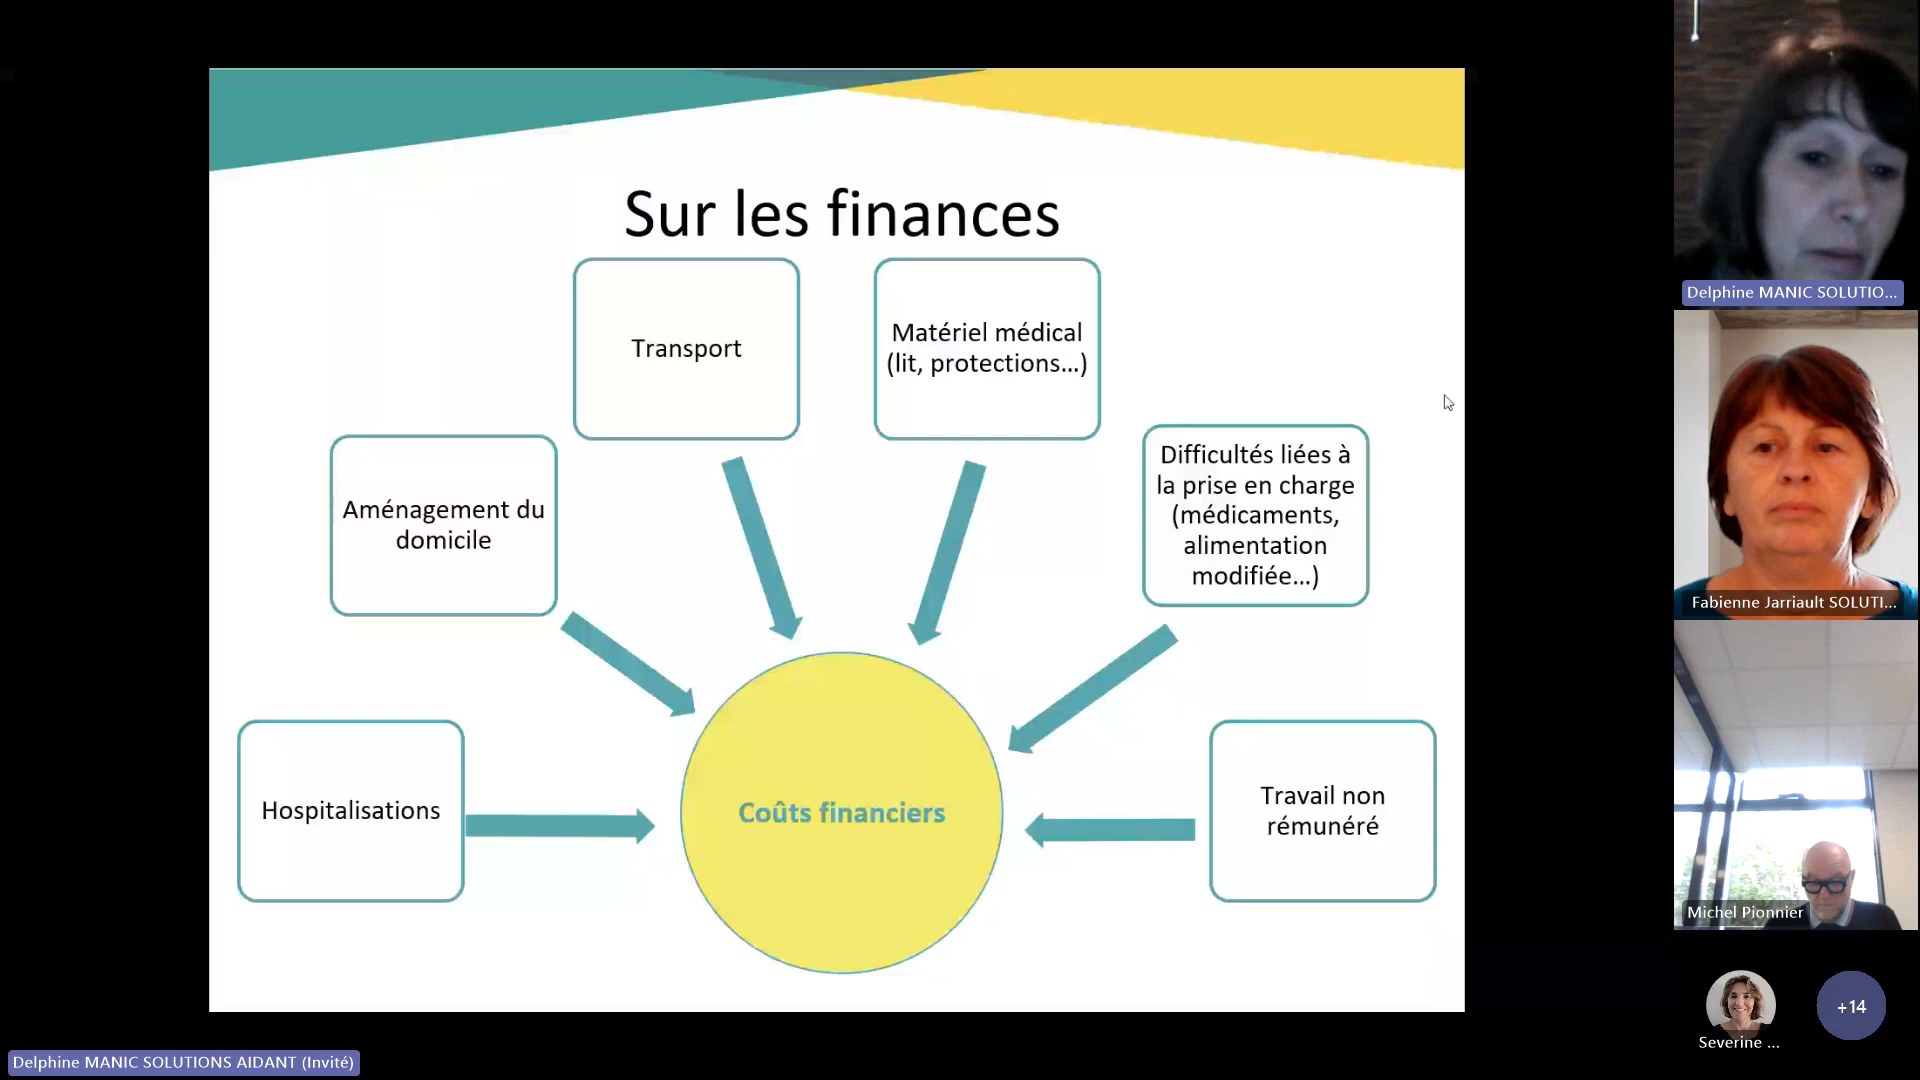 Sur les finances
Transport
Matériel médical
(lit, protections...)
Aménagement du
domicile
Difficultés liées à
la prise en charge
(médicaments,
alimentation
modifiée...)
Hospitalisations
Coûts financiers
Travail non
rémunéré
Delphine MANIC SOLUTIO...
Fabienne Jarriault SOLUTI...
Michel Pionnier
Severine ...
+14
Delphine MANIC SOLUTIONS AIDANT (Invité)